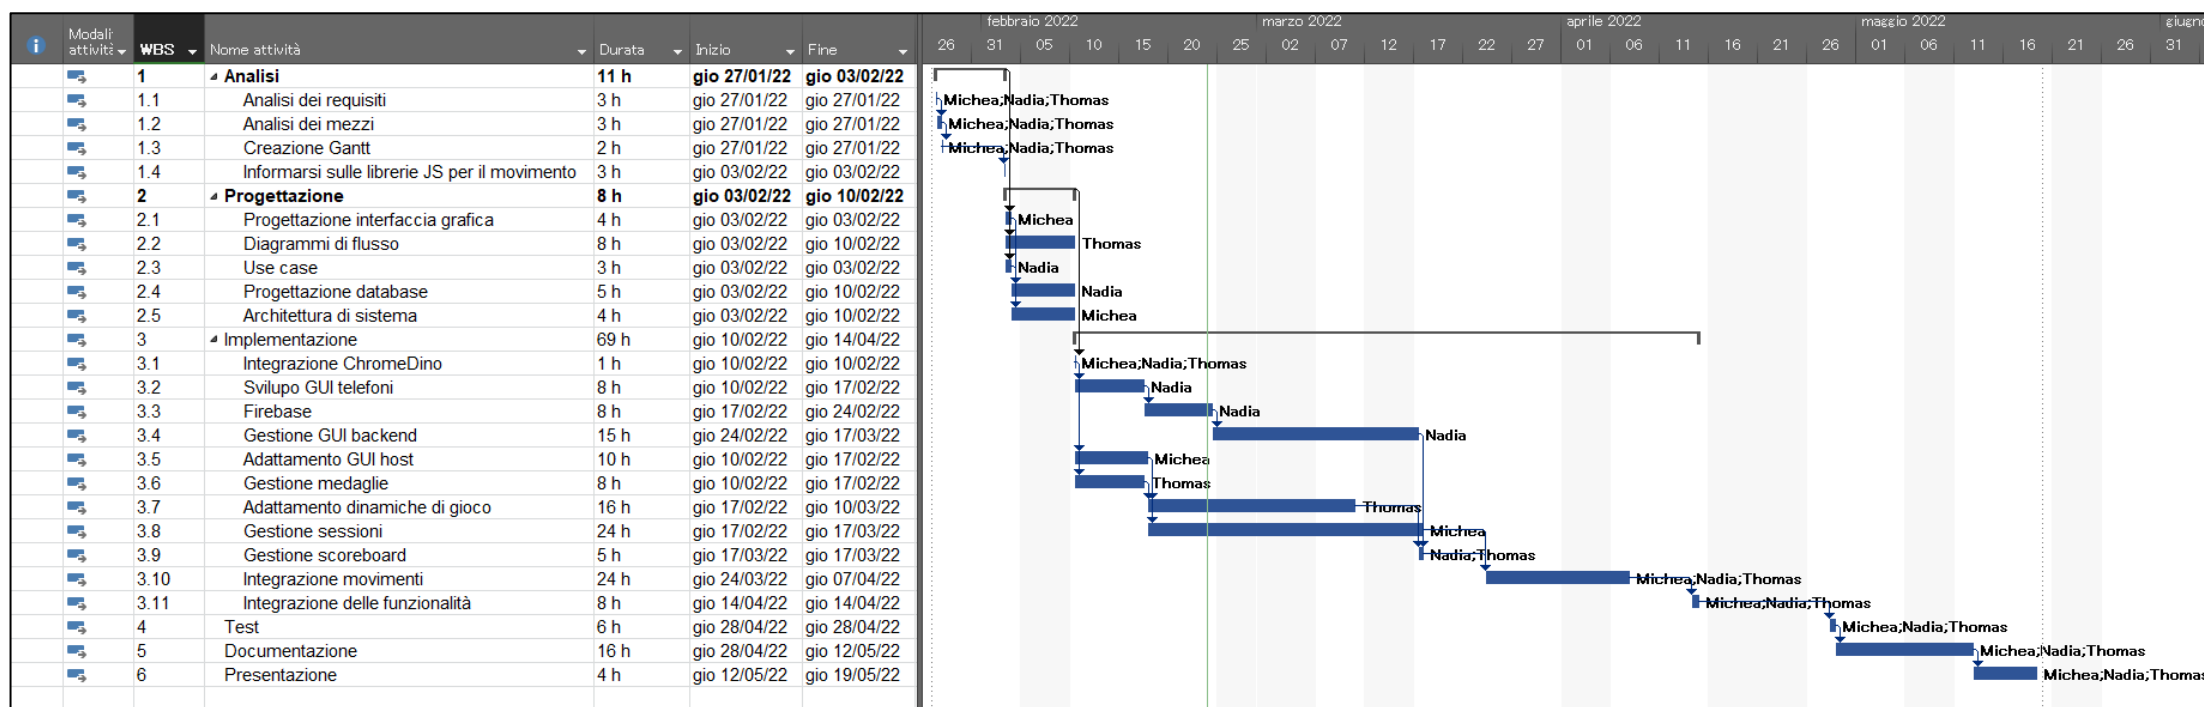 febbraio 2022 marzo 2022 aprile 2022 maggio 2022 giugno
Modali
attività WBS Nome attività Durata Inizio Fine 26 31 05 10 15 20 25 02 07 12 17 22 27 01 06 11 16 21 26 01 06 11 16 21 26 31
1 Analisi 11 h gio 27/01/22 gio 03/02/22
1.1 Analisi dei requisiti 3 h gio 27/01/22 gio 27/01/22 Michea;Nadia;Thomas
1.2 Analisi dei mezzi 3 h gio 27/01/22 gio 27/01/22 Michea;Nadia;Thomas
1.3 Creazione Gantt 2 h gio 27/01/22 gio 27/01/22 Michea;Nadia;Thomas
1.4 Informarsi sulle librerie JS per il movimento 3 h gio 03/02/22 gio 03/02/22
2 Progettazione 8 h gio 03/02/22 gio 10/02/22
2.1 Progettazione interfaccia grafica 4 h gio 03/02/22 gio 03/02/22 Michea
2.2 Diagrammi di flusso 8 h gio 03/02/22 gio 10/02/22 Thomas
2.3 Use case 3 h gio 03/02/22 gio 03/02/22 Nadia
2.4 Progettazione database 5 h gio 03/02/22 gio 10/02/22 Nadia
2.5 Architettura di sistema 4 h gio 03/02/22 gio 10/02/22 Michea
3 Implementazione 69 h gio 10/02/22 gio 14/04/22
3.1 Integrazione ChromeDino 1 h gio 10/02/22 gio 10/02/22 Michea;Nadia;Thomas
3.2 Svilupo GUI telefoni 8 h gio 10/02/22 gio 17/02/22 Nadia
3.3 Firebase 8 h gio 17/02/22 gio 24/02/22 Nadia
3.4 Gestione GUI backend 15 h gio 24/02/22 gio 17/03/22 Nadia
3.5 Adattamento GUI host 10 h gio 10/02/22 gio 17/02/22 Michea
3.6 Gestione medaglie 8 h gio 10/02/22 gio 17/02/22 Thomas
3.7 Adattamento dinamiche di gioco 16 h gio 17/02/22 gio 10/03/22 Thomas
3.8 Gestione sessioni 24 h gio 17/02/22 gio 17/03/22 Michea
3.9 Gestione scoreboard 5 h gio 17/03/22 gio 17/03/22 Nadia;Thomas
3.10 Integrazione movimenti 24 h gio 24/03/22 gio 07/04/22 Michea;Nadia;Thomas
3.11 Integrazione delle funzionalità 8 h gio 14/04/22 gio 14/04/22 Michea;Nadia;Thomas
4 Test 6 h gio 28/04/22 gio 28/04/22 Michea;Nadia;Thomas
5 Documentazione 16 h gio 28/04/22 gio 12/05/22 Michea;Nadia;Thomas
6 Presentazione 4 h gio 12/05/22 gio 19/05/22 Michea;Nadia;Thomas